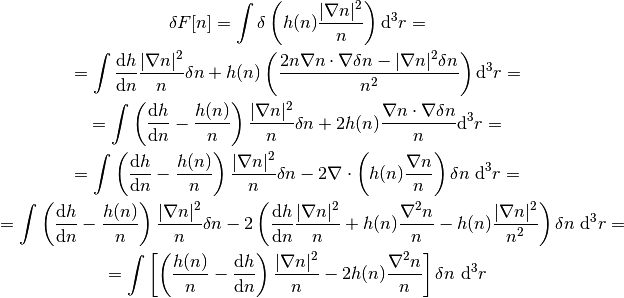 δF[n] = ∫ δ ( h(n) |∇n|² / n ) d³r =
= ∫ dh/dn |∇n|²/n δn + h(n) ( (2n∇n · ∇δn − |∇n|²δn) / n² ) d³r =
= ∫ ( dh/dn − h(n)/n ) |∇n|²/n δn + 2h(n) (∇n · ∇δn)/n d³r =
= ∫ ( dh/dn − h(n)/n ) |∇n|²/n δn − 2∇ · ( h(n) ∇n/n ) δn d³r =
= ∫ ( dh/dn − h(n)/n ) |∇n|²/n δn − 2 ( dh/dn |∇n|²/n + h(n) ∇²n/n − h(n) |∇n|²/n² ) δn d³r =
= ∫ [ ( h(n)/n − dh/dn ) |∇n|²/n − 2h(n) ∇²n/n ] δn d³r